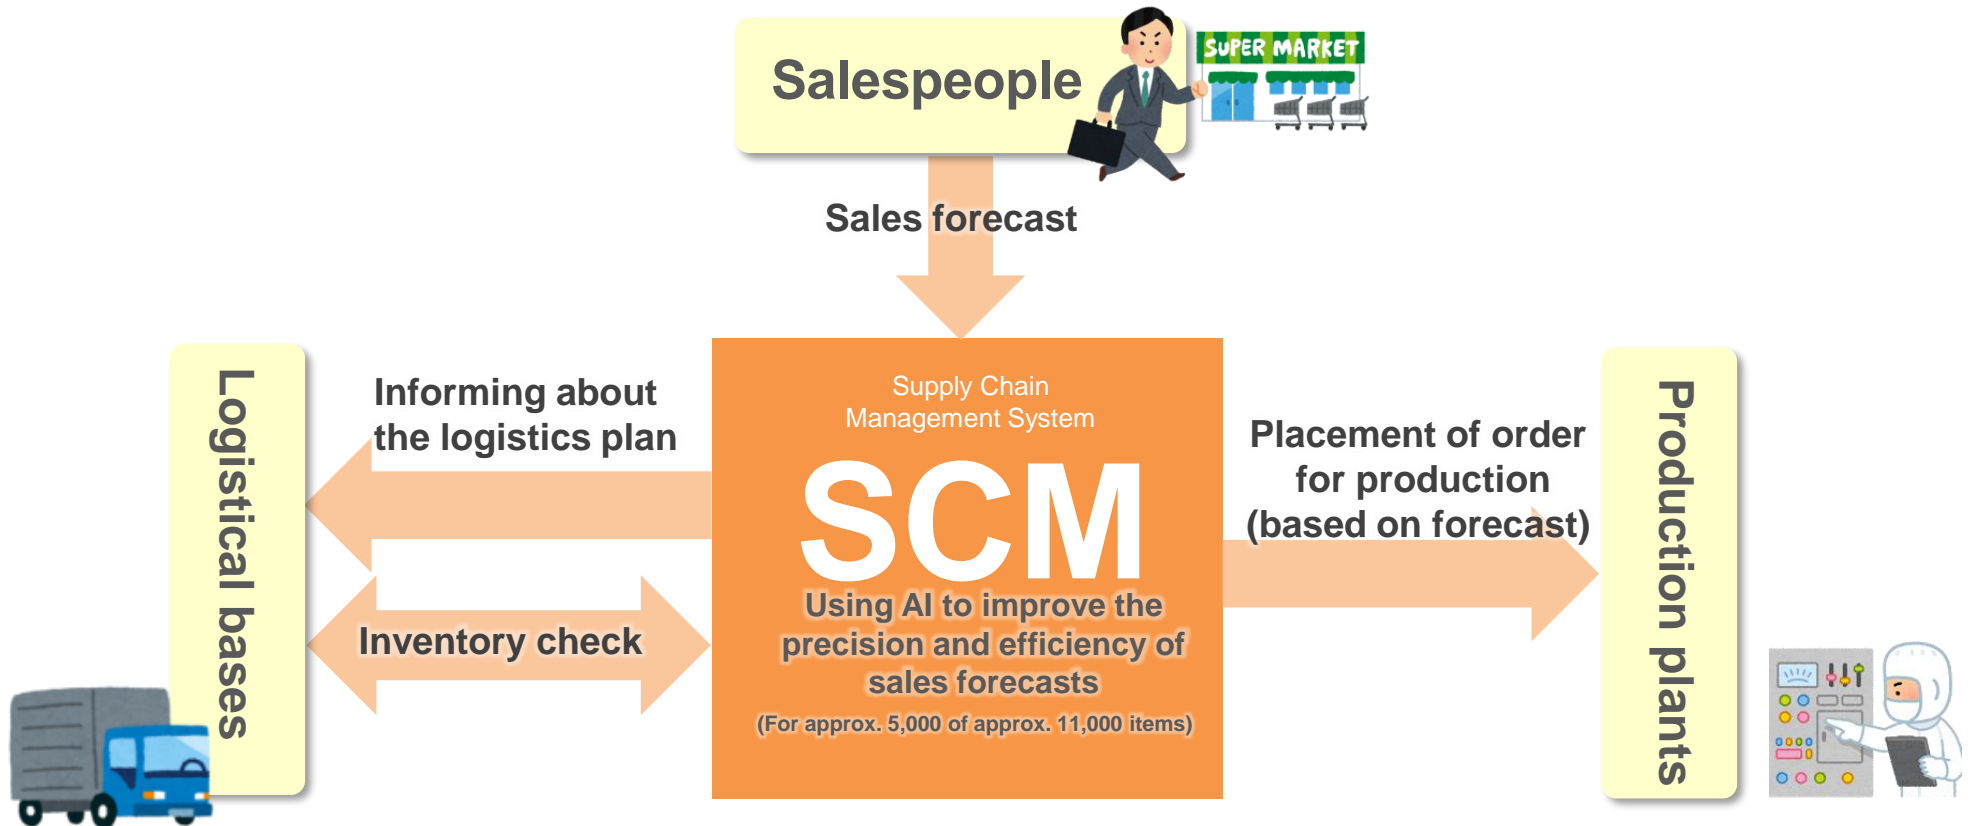 Salespeople
SUPER MARKET
Sales forecast
Logistical bases
Informing about
the logistics plan
Inventory check
Supply Chain
Management System
SCM
Using AI to improve the
precision and efficiency of
sales forecasts
(For approx. 5,000 of approx. 11,000 items)
Placement of order
for production
(based on forecast)
Production plants